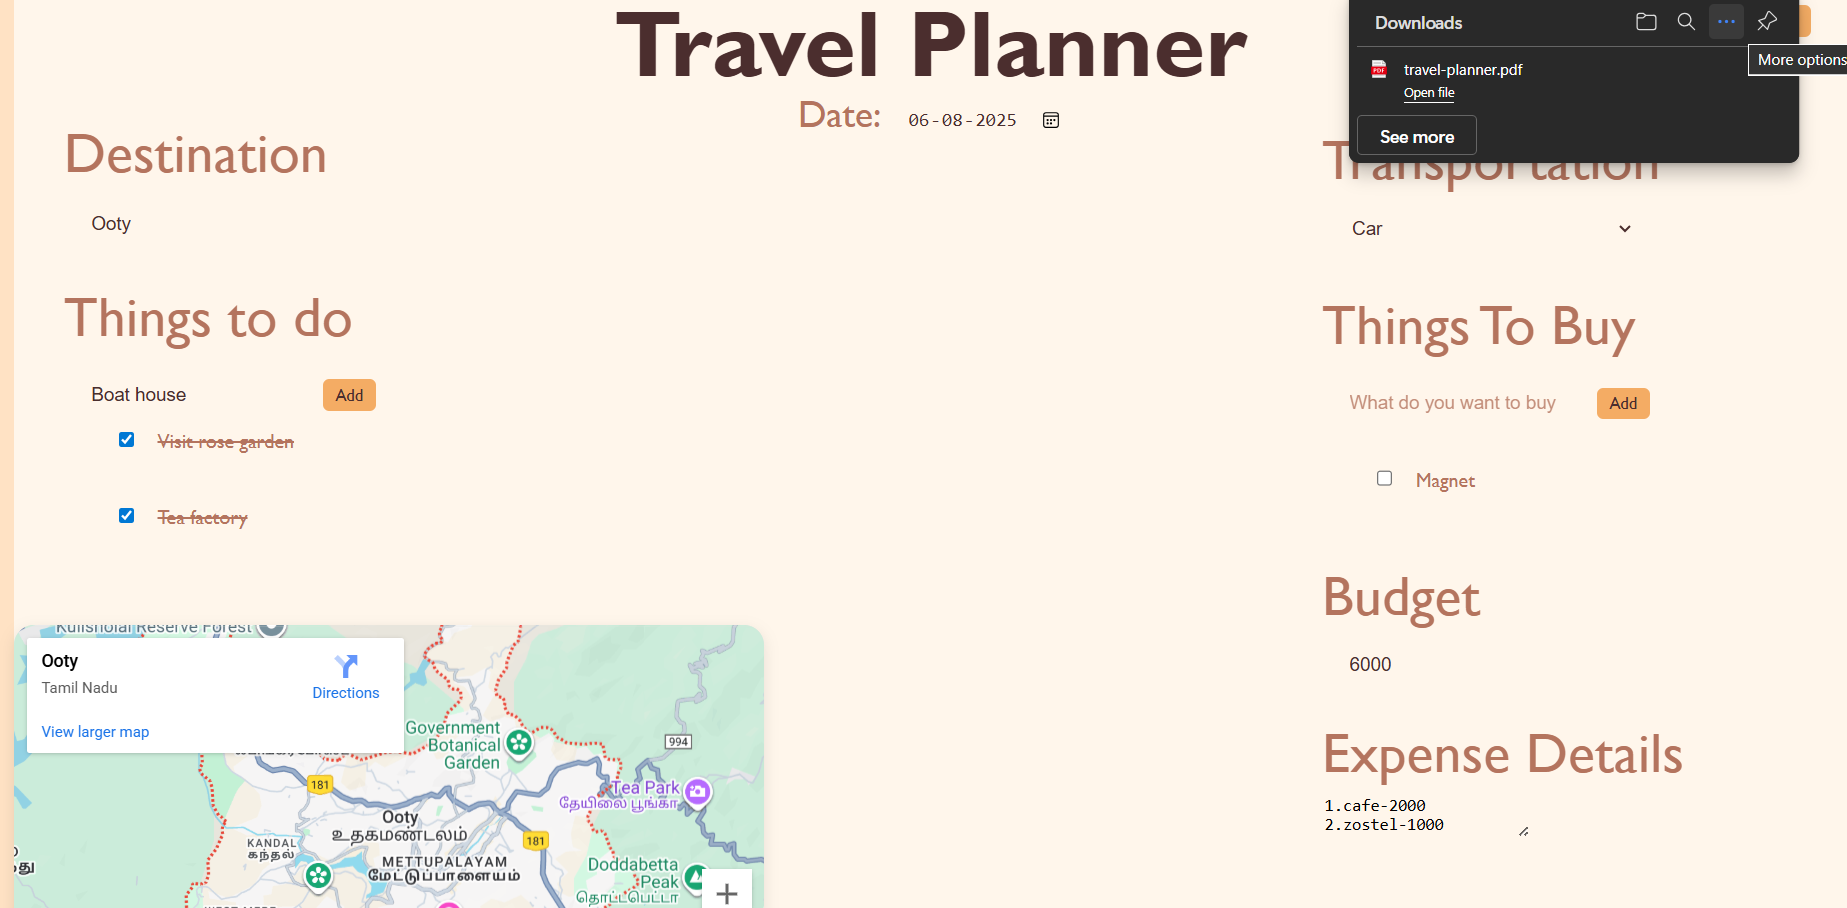 Travel Planner
Date: 06-08-2025
Downloads
More options
travel-planner.pdf
Open file
See more
Destination
Ooty
Things to do
Boat house
Add
Visit rose garden
Tea factory
Transportation
Car
Things To Buy
What do you want to buy
Add
Magnet
Budget
6000
Expense Details
1.cafe-2000
2.zostel-1000
Kullsholai Reserve Forest
Ooty
Tamil Nadu
Directions
View larger map
Government
Botanical
Garden
994
181
Tea Park
தேயிலை பூங்கா
Ooty
உதகமண்டலம்
181
KANDAL
கந்தல்
METTUPALAYAM
மேட்டுப்பாளையம்
Doddabetta
Peak
தொட்டபெட்டா